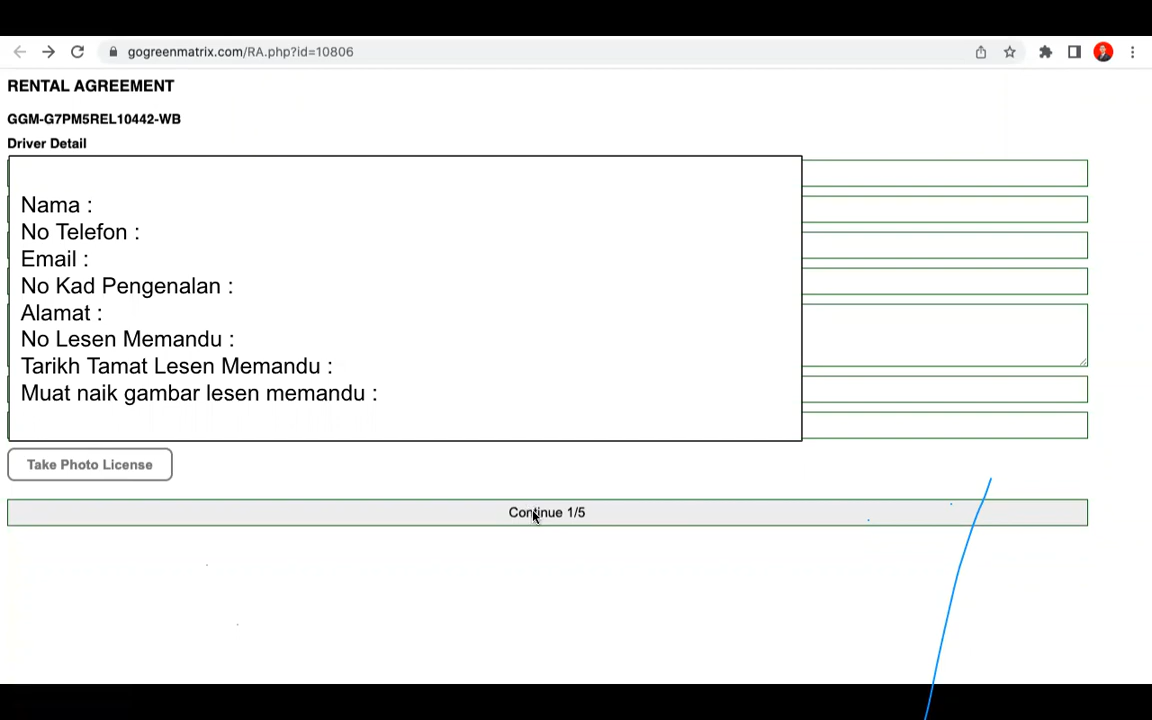 gogreenmatrix.com/RA.php?id=10806
RENTAL AGREEMENT
GGM-G7PM5REL10442-WB
Driver Detail
Nama :
No Telefon :
Email :
No Kad Pengenalan :
Alamat :
No Lesen Memandu :
Tarikh Tamat Lesen Memandu :
Muat naik gambar lesen memandu :
Take Photo License
Continue 1/5